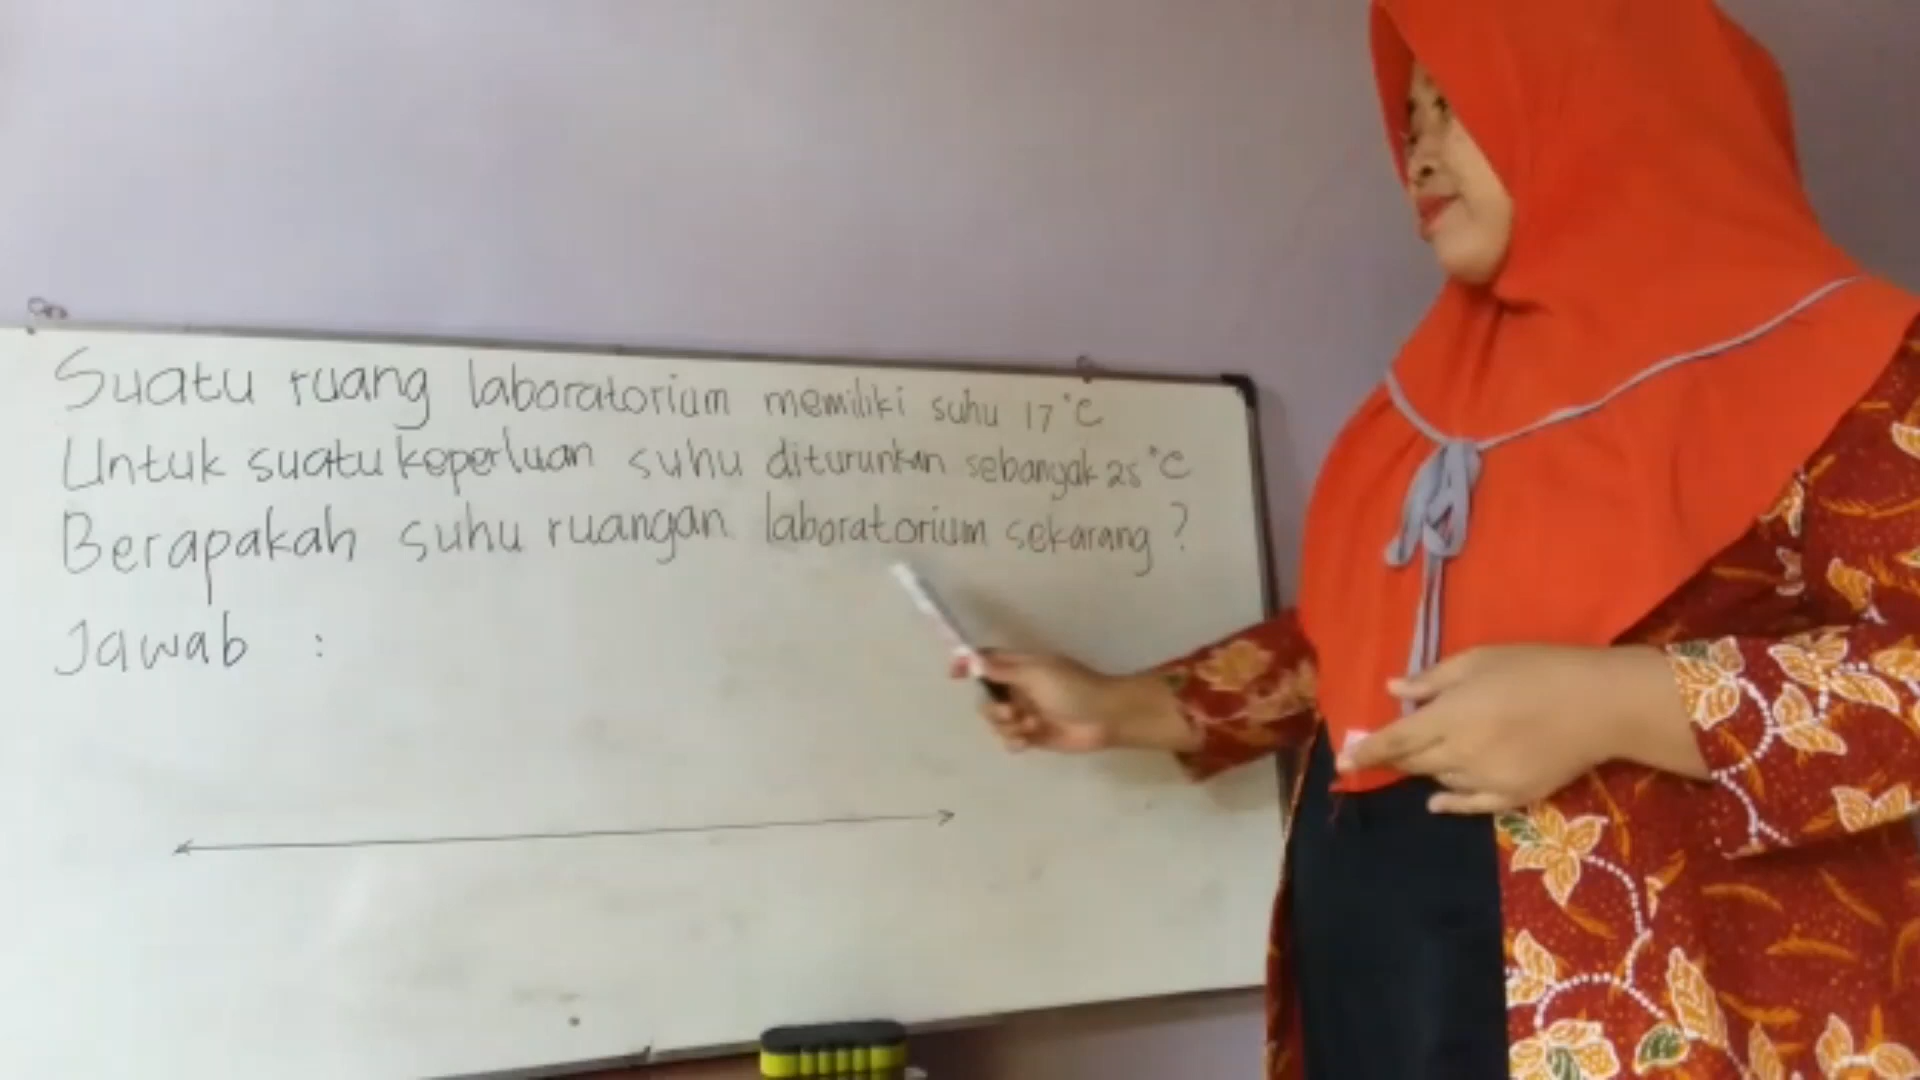 Suatu ruang laboratorium memiliki suhu 17°C
Untuk suatu keperluan suhu diturunkan sebanyak 25°C
Berapakah suhu ruangan laboratorium sekarang ?
Jawab :